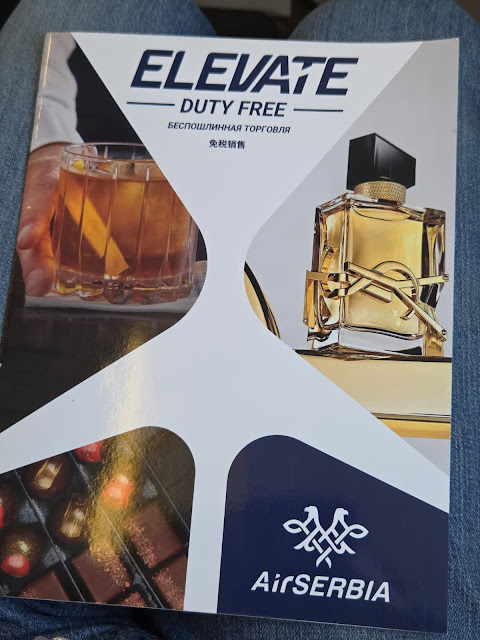 ELEVATE
DUTY FREE
БЕСПОШЛИННАЯ ТОРГОВЛЯ
免税销售
AirSERBIA